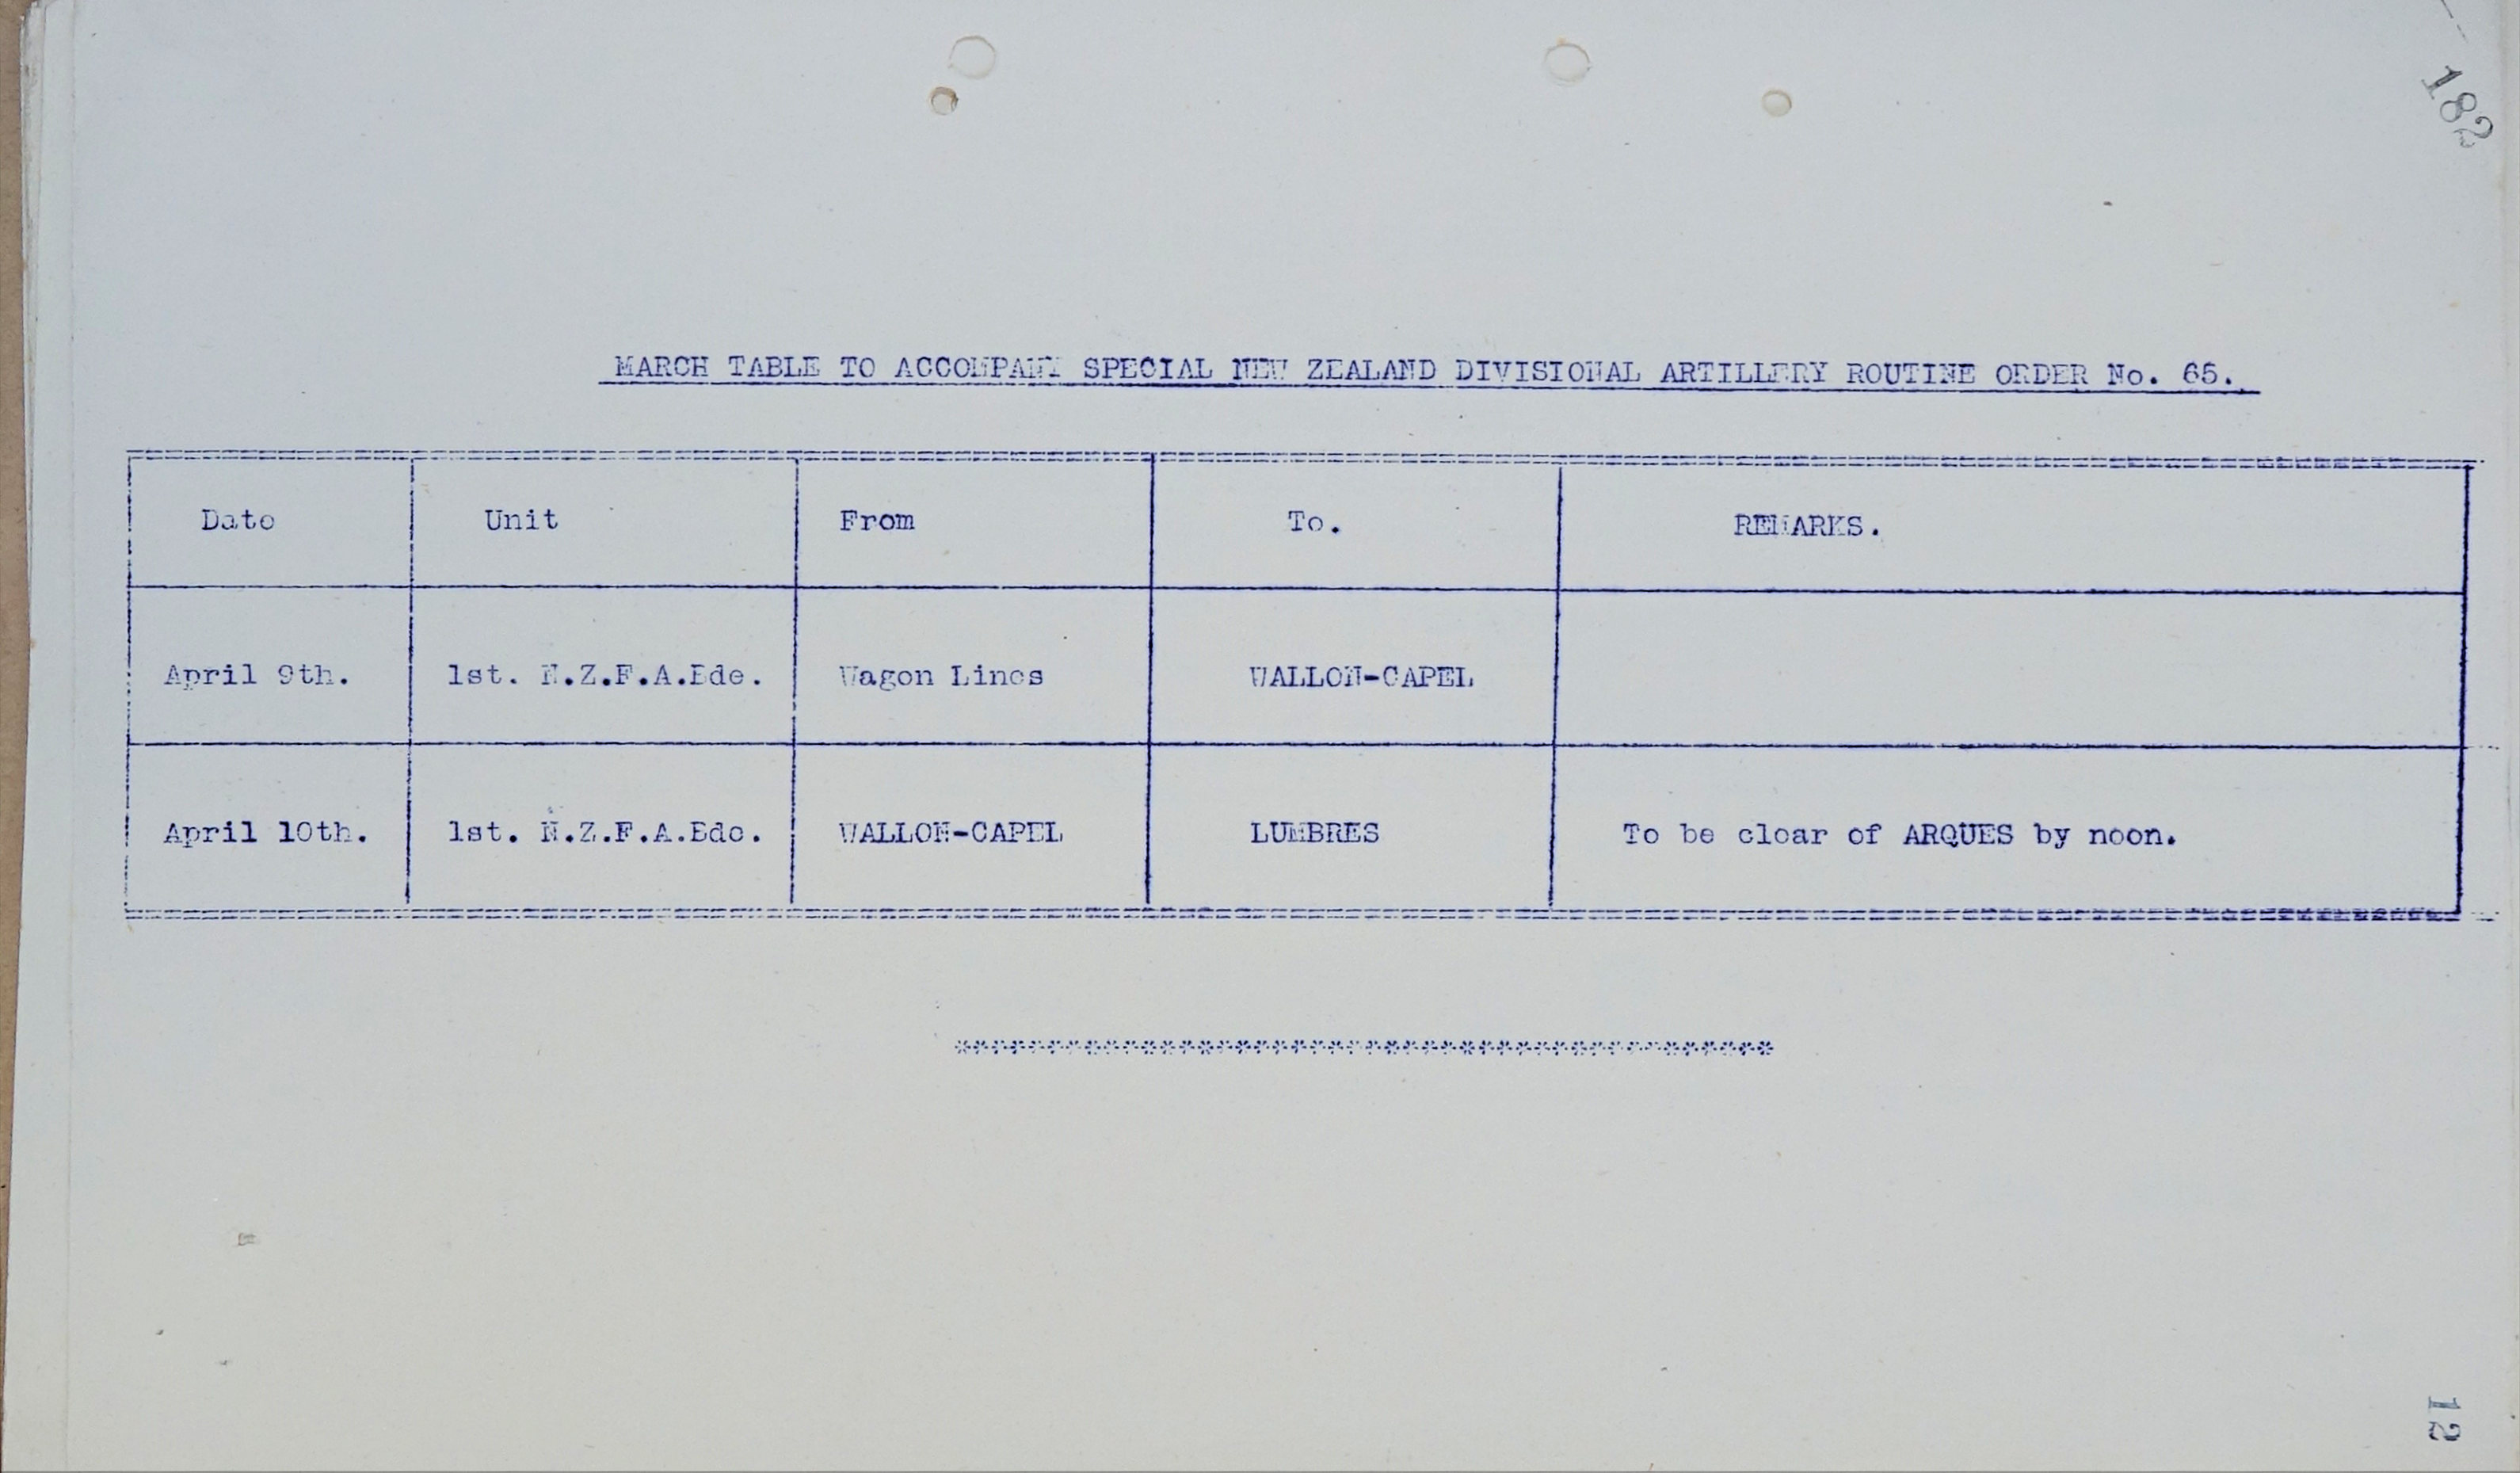 182
MARCH TABLE TO ACCOMPANY SPECIAL NEW ZEALAND DIVISIONAL ARTILLERY ROUTINE ORDER No. 65.
Date Unit From To. REMARKS.
April 9th. 1st. N.Z.F.A.Bde. Wagon Lines WALLON-CAPEL
April 10th. 1st. N.Z.F.A.Bde. WALLON-CAPEL LUMBRES To be clear of ARQUES by noon.
*********************************************
12